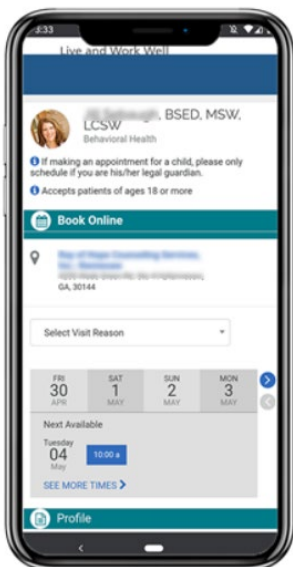 3:33
Live and Work Well
BSED, MSW,
LCSW
Behavioral Health
If making an appointment for a child, please only
schedule if you are his/her legal guardian.
Accepts patients of ages 18 or more
Book Online
GA, 30144
Select Visit Reason
FRI SAT SUN MON
30 1 2 3
APR MAY MAY MAY
Next Available
Tuesday
04
May
10:00 a
SEE MORE TIMES
Profile